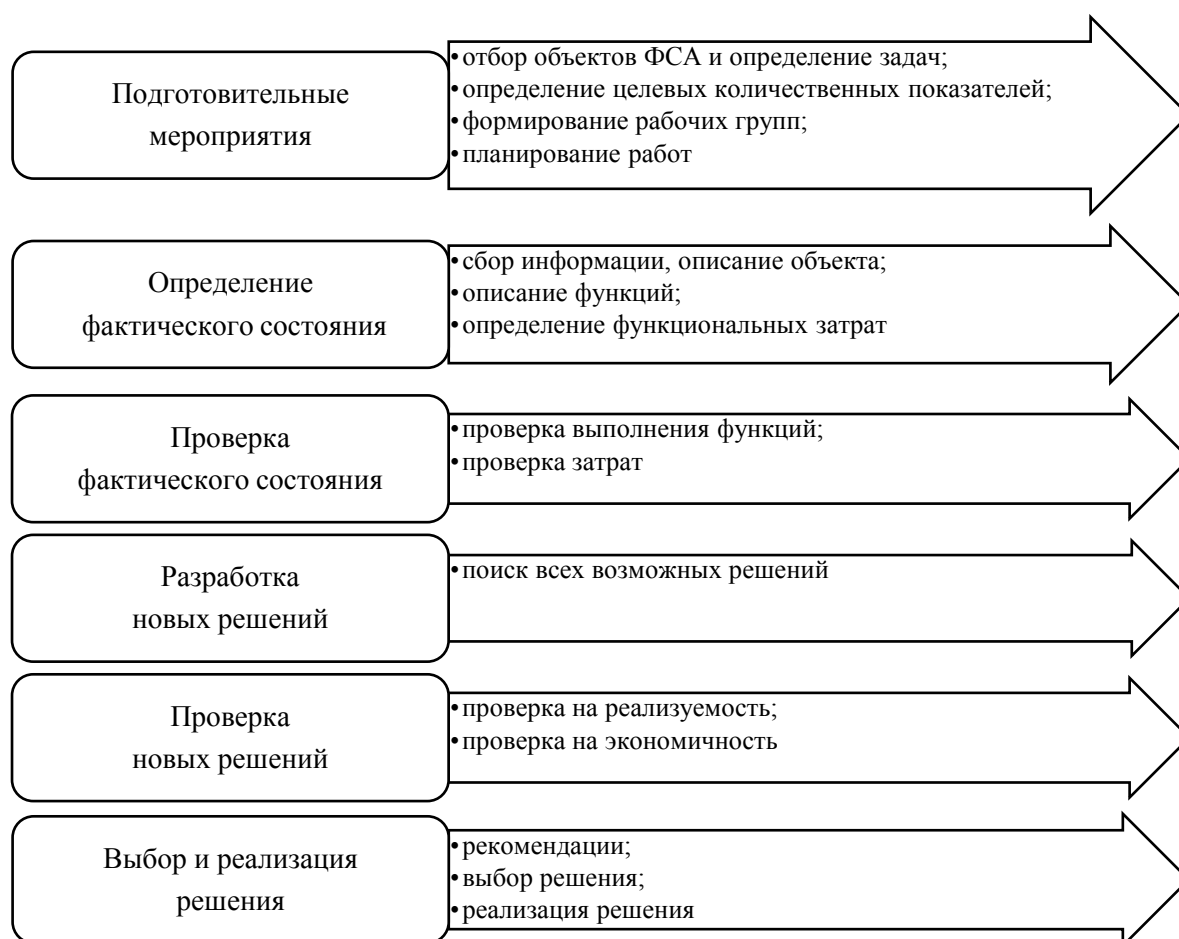 Подготовительные
мероприятия
•отбор объектов ФСА и определение задач;
•определение целевых количественных показателей;
•формирование рабочих групп;
•планирование работ
Определение
фактического состояния
•сбор информации, описание объекта;
•описание функций;
•определение функциональных затрат
Проверка
фактического состояния
•проверка выполнения функций;
•проверка затрат
Разработка
новых решений
•поиск всех возможных решений
Проверка
новых решений
•проверка на реализуемость;
•проверка на экономичность
Выбор и реализация
решения
•рекомендации;
•выбор решения;
•реализация решения